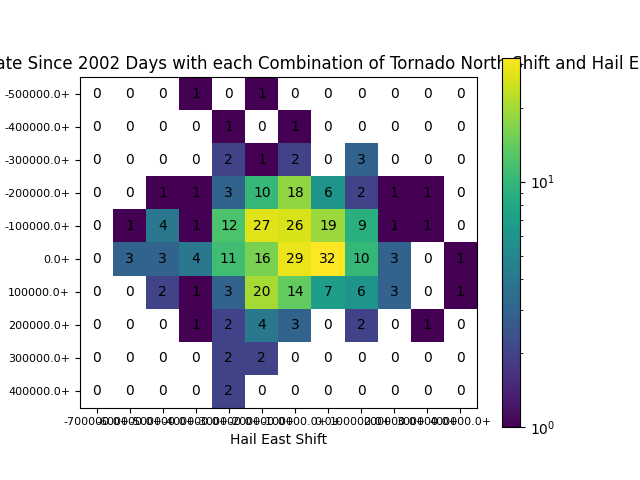 ate Since 2002 Days with each Combination of Tornado North Shift and Hail E
-500000.0+ 0 0 0 1 0 1 0 0 0 0 0 0
-400000.0+ 0 0 0 0 1 0 1 0 0 0 0 0
-300000.0+ 0 0 0 0 2 1 2 0 3 0 0 0
-200000.0+ 0 0 1 1 3 10 18 6 2 1 1 0
-100000.0+ 0 1 4 1 12 27 26 19 9 1 1 0
0.0+ 0 3 3 4 11 16 29 32 10 3 0 1
100000.0+ 0 0 2 1 3 20 14 7 6 3 0 1
200000.0+ 0 0 0 1 2 4 3 0 2 0 1 0
300000.0+ 0 0 0 0 2 2 0 0 0 0 0 0
400000.0+ 0 0 0 0 2 0 0 0 0 0 0 0
Hail East Shift
10¹
10⁰